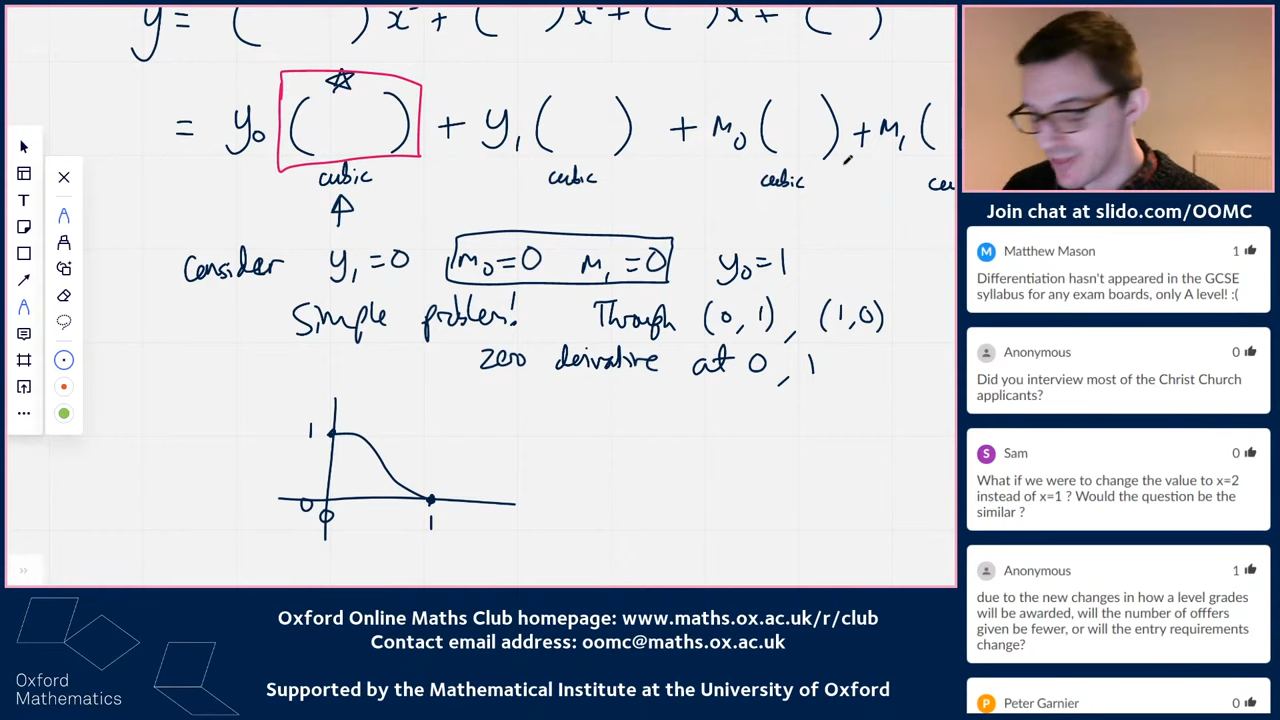 y = ( ) x² + ( ) x² + ( ) x + ( )
= y₀ ( ☆ ) + y₁ ( ) + m₀ ( ) + m₁ (
cubic cubic cubic cu
Consider y₁ = 0 m₀ = 0 m₁ = 0 y₀ = 1
Simple problem! Through (0, 1), (1, 0)
zero derivative at 0, 1
1
0
0 1
Join chat at slido.com/OOMC
M Matthew Mason 1
Differentiation hasn't appeared in the GCSE
syllabus for any exam boards, only A level! :(
Anonymous 0
Did you interview most of the Christ Church
applicants?
S Sam 0
What if we were to change the value to x=2
instead of x=1 ? Would the question be the
similar ?
Anonymous 1
due to the new changes in how a level grades
will be awarded, will the number of offfers
given be fewer, or will the entry requirements
change?
P Peter Garnier 0
Oxford
Mathematics
Oxford Online Maths Club homepage: www.maths.ox.ac.uk/r/club
Contact email address: oomc@maths.ox.ac.uk
Supported by the Mathematical Institute at the University of Oxford